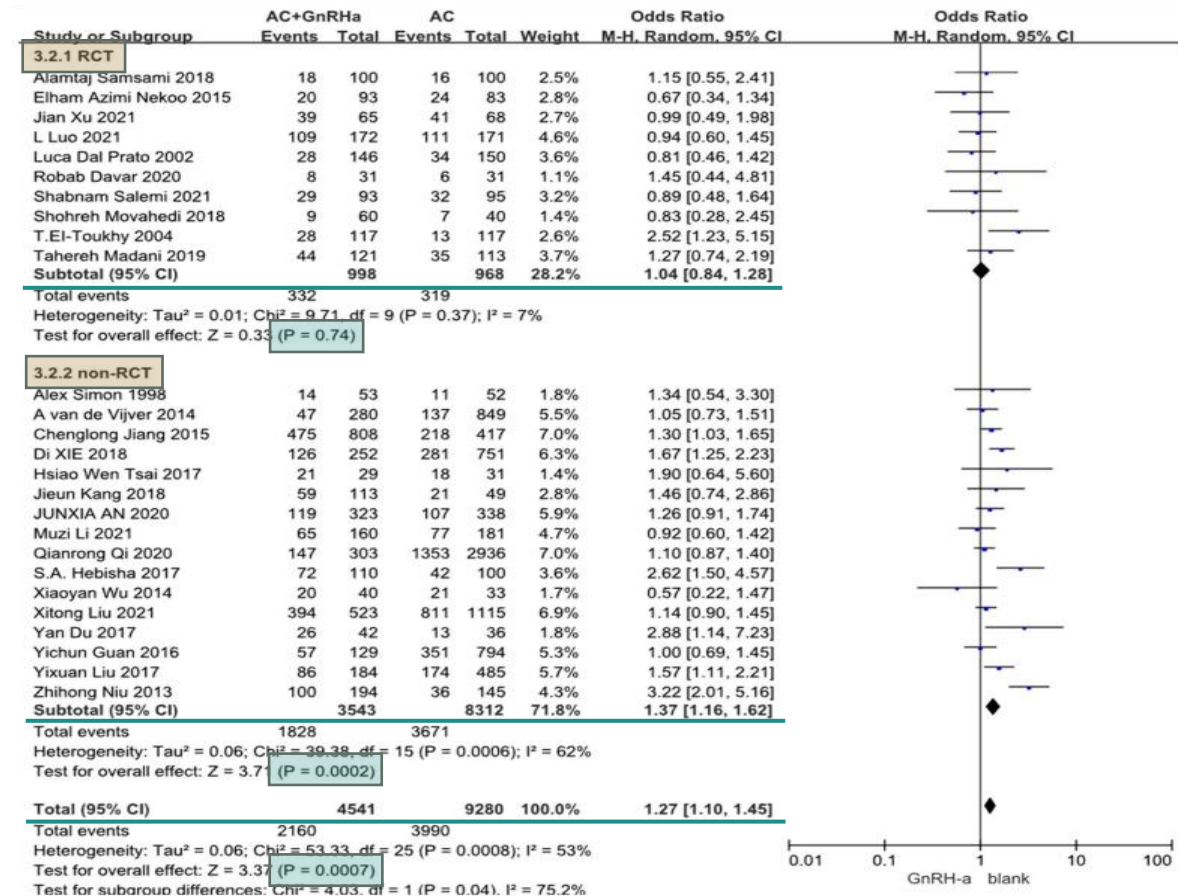 AC+GnRHa AC Odds Ratio Odds Ratio
Study or Subgroup Events Total Events Total Weight M-H, Random, 95% CI M-H, Random, 95% CI
3.2.1 RCT
Alamtaj Samsami 2018 18 100 16 100 2.5% 1.15 [0.55, 2.41]
Elham Azimi Nekoo 2015 20 93 24 83 2.8% 0.67 [0.34, 1.34]
Jian Xu 2021 39 65 41 68 2.7% 0.99 [0.49, 1.98]
L Luo 2021 109 172 111 171 4.6% 0.94 [0.60, 1.45]
Luca Dal Prato 2002 28 146 34 150 3.6% 0.81 [0.46, 1.42]
Robab Davar 2020 8 31 6 31 1.1% 1.45 [0.44, 4.81]
Shabnam Salemi 2021 29 93 32 95 3.2% 0.89 [0.48, 1.64]
Shohreh Movahedi 2018 9 60 7 40 1.4% 0.83 [0.28, 2.45]
T.El-Toukhy 2004 28 117 13 117 2.6% 2.52 [1.23, 5.15]
Tahereh Madani 2019 44 121 35 113 3.7% 1.27 [0.74, 2.19]
Subtotal (95% CI) 998 968 28.2% 1.04 [0.84, 1.28]
Total events 332 319
Heterogeneity: Tau² = 0.01; Chi² = 9.71, df = 9 (P = 0.37); I² = 7%
Test for overall effect: Z = 0.33 (P = 0.74)
3.2.2 non-RCT
Alex Simon 1998 14 53 11 52 1.8% 1.34 [0.54, 3.30]
A van de Vijver 2014 47 280 137 849 5.5% 1.05 [0.73, 1.51]
Chenglong Jiang 2015 475 808 218 417 7.0% 1.30 [1.03, 1.65]
Di XIE 2018 126 252 281 751 6.3% 1.67 [1.25, 2.23]
Hsiao Wen Tsai 2017 21 29 18 31 1.4% 1.90 [0.64, 5.60]
Jieun Kang 2018 59 113 21 49 2.8% 1.46 [0.74, 2.86]
JUNXIA AN 2020 119 323 107 338 5.9% 1.26 [0.91, 1.74]
Muzi Li 2021 65 160 77 181 4.7% 0.92 [0.60, 1.42]
Qianrong Qi 2020 147 303 1353 2936 7.0% 1.10 [0.87, 1.40]
S.A. Hebisha 2017 72 110 42 100 3.6% 2.62 [1.50, 4.57]
Xiaoyan Wu 2014 20 40 21 33 1.7% 0.57 [0.22, 1.47]
Xitong Liu 2021 394 523 811 1115 6.9% 1.14 [0.90, 1.45]
Yan Du 2017 26 42 13 36 1.8% 2.88 [1.14, 7.23]
Yichun Guan 2016 57 129 351 794 5.3% 1.00 [0.69, 1.45]
Yixuan Liu 2017 86 184 174 485 5.7% 1.57 [1.11, 2.21]
Zhihong Niu 2013 100 194 36 145 4.3% 3.22 [2.01, 5.16]
Subtotal (95% CI) 3543 8312 71.8% 1.37 [1.16, 1.62]
Total events 1828 3671
Heterogeneity: Tau² = 0.06; Chi² = 39.38, df = 15 (P = 0.0006); I² = 62%
Test for overall effect: Z = 3.71 (P = 0.0002)
Total (95% CI) 4541 9280 100.0% 1.27 [1.10, 1.45]
Total events 2160 3990
Heterogeneity: Tau² = 0.06; Chi² = 53.33, df = 25 (P = 0.0008); I² = 53%
Test for overall effect: Z = 3.37 (P = 0.0007)
Test for subgroup differences: Chi² = 4.03, df = 1 (P = 0.04), I² = 75.2%
0.01 0.1 1 10 100
GnRH-a blank